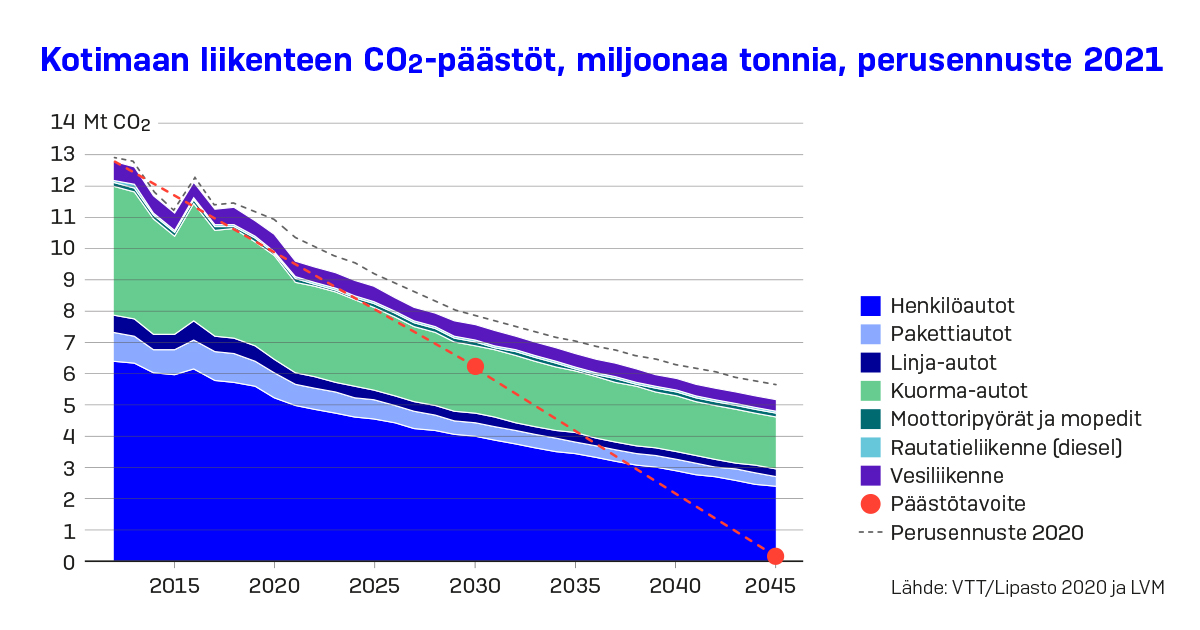 Kotimaan liikenteen CO₂-päästöt, miljoonaa tonnia, perusennuste 2021
14 Mt CO₂
13
12
11
10
9
8
7
6
5
4
3
2
1
0
2015 2020 2025 2030 2035 2040 2045
Henkilöautot
Pakettiautot
Linja-autot
Kuorma-autot
Moottoripyörät ja mopedit
Rautatieliikenne (diesel)
Vesiliikenne
Päästötavoite
Perusennuste 2020
Lähde: VTT/Lipasto 2020 ja LVM